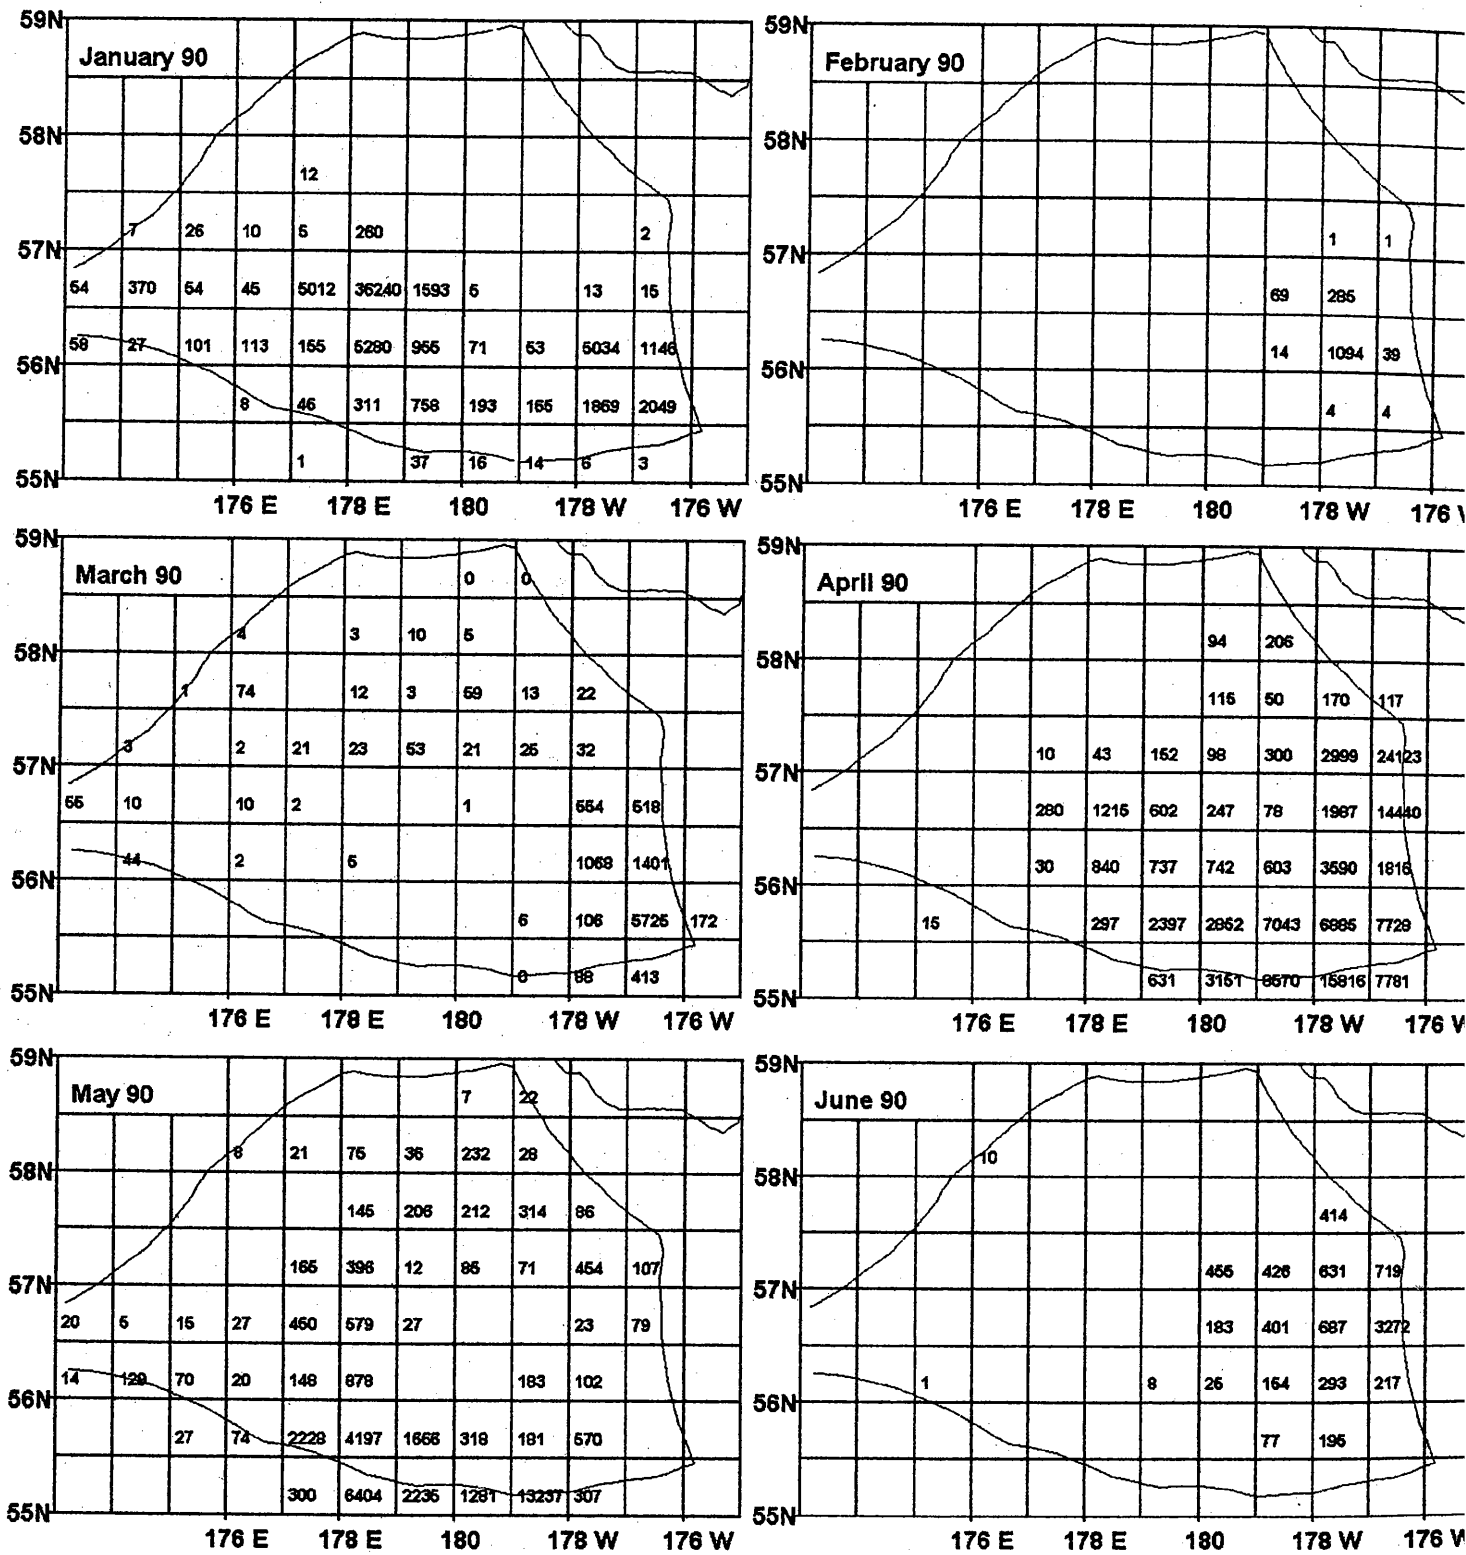 59N
January 90
58N
12
7 26 10 5 260 2
57N
54 370 54 45 5012 36240 1593 5 13 15
58 27 101 113 155 5280 955 71 53 5034 1146
56N
8 46 311 758 193 165 1869 2049
1 37 16 14 6 3
55N
176 E 178 E 180 178 W 176 W
59N
February 90
58N
1 1
57N
69 285
14 1094 39
56N
4 4
55N
176 E 178 E 180 178 W 176
59N
March 90
0 0
4 3 10 5
58N
1 74 12 3 59 13 22
3 2 21 23 53 21 25 32
57N
55 10 10 2 1 554 518
44 2 5 1068 1401
56N
6 106 5725 172
0 88 413
55N
176 E 178 E 180 178 W 176 W
59N
April 90
94 206
58N
115 50 170 117
10 43 152 98 300 2999 24123
57N
280 1215 602 247 78 1987 14440
30 840 737 742 603 3590 1816
56N
15 297 2397 2852 7043 6885 7729
631 3151 8570 15816 7781
55N
176 E 178 E 180 178 W 176 W
59N
May 90
7 22
8 21 75 36 232 28
58N
145 206 212 314 86
165 396 12 85 71 454 107
57N
20 5 15 27 460 579 27 23 79
14 129 70 20 148 878 183 102
56N
27 74 2228 4197 1666 318 181 570
300 6404 2235 1281 13237 307
55N
176 E 178 E 180 178 W 176 W
59N
June 90
10
58N
414
455 426 631 719
57N
183 401 687 3272
1 8 26 164 293 217
56N
77 195
55N
176 E 178 E 180 178 W 176 W